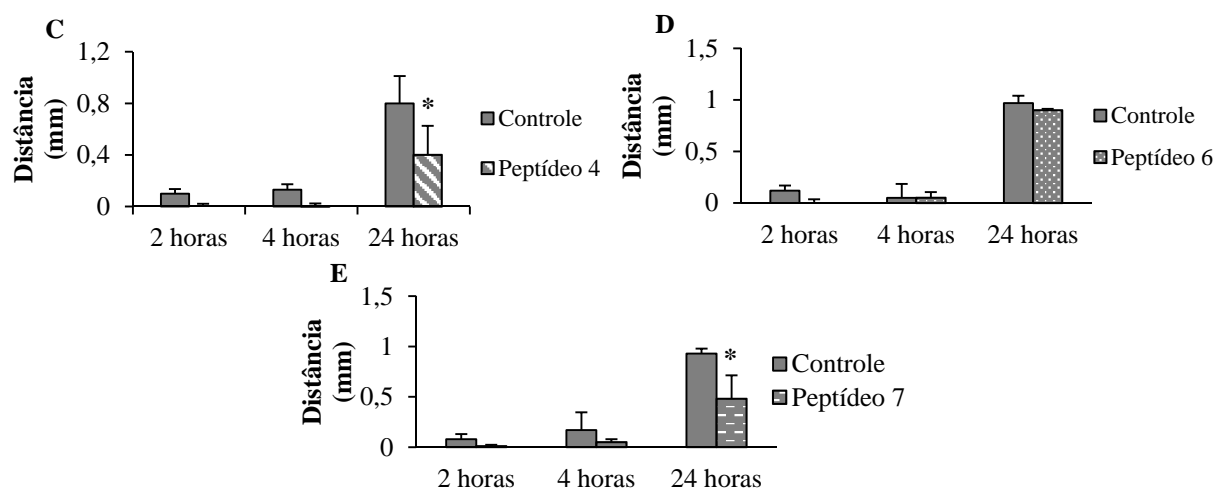 C
Distância
(mm)
1,2
0,8
0,4
0
*
2 horas 4 horas 24 horas
Controle
Peptídeo 4
D
Distância
(mm)
1,5
1
0,5
0
2 horas 4 horas 24 horas
Controle
Peptídeo 6
E
Distância
(mm)
1,5
1
0,5
0
*
2 horas 4 horas 24 horas
Controle
Peptídeo 7